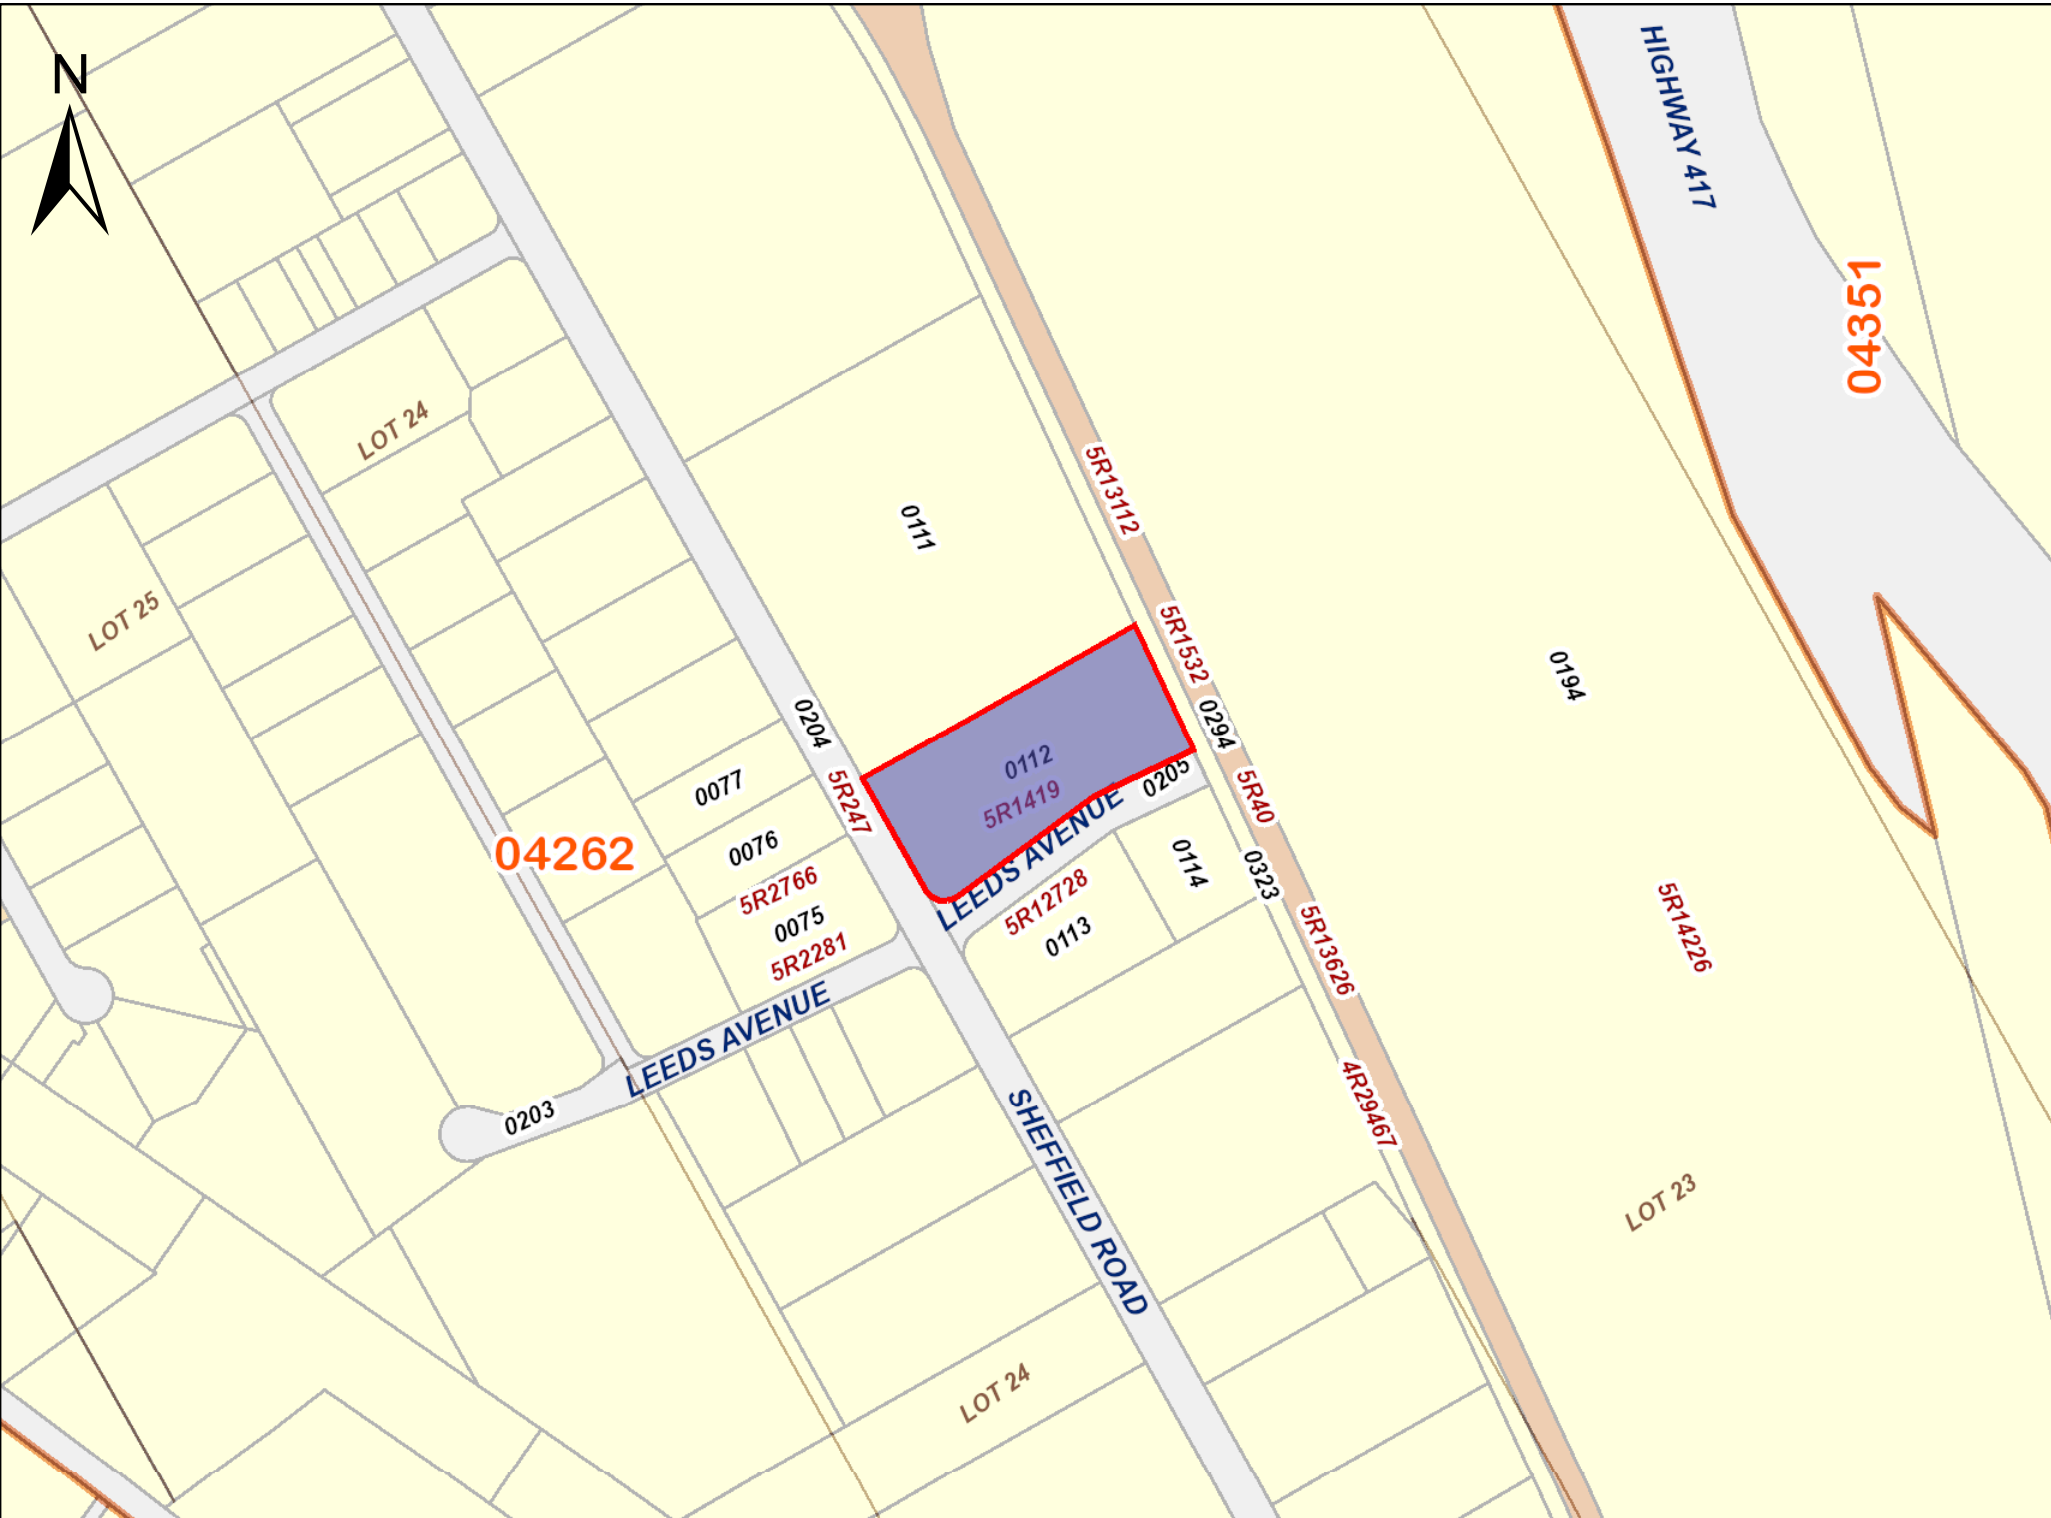 N
HIGHWAY 417
04351
LOT 24
5R13112
0111
LOT 25
5R1532
0194
0204
0294
0112
5R1419
0077
5R247
0205
5R40
LEEDS AVENUE
0076
04262
5R2766
0114
0323
5R12728
0075
0113
5R2281
5R13626
5R14226
LEEDS AVENUE
0203
4R29467
SHEFFIELD ROAD
LOT 23
LOT 24